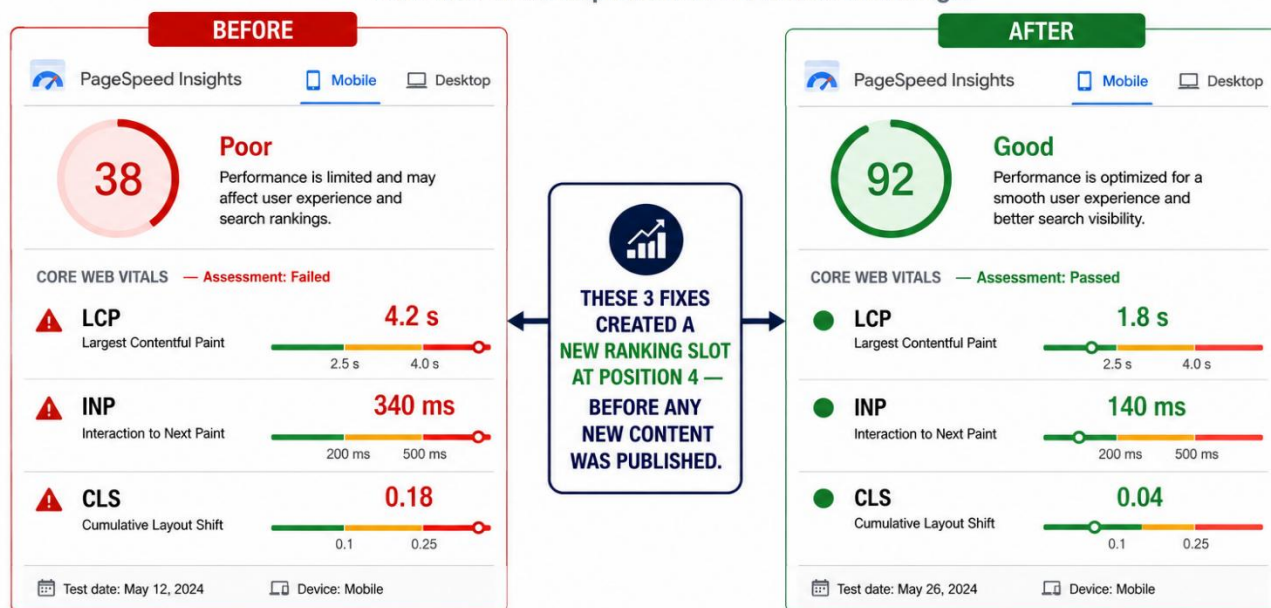 BEFORE
PageSpeed Insights
Mobile
Desktop
38
Poor
Performance is limited and may
affect user experience and
search rankings.
CORE WEB VITALS — Assessment: Failed
LCP
4.2 s
Largest Contentful Paint
2.5 s 4.0 s
INP
340 ms
Interaction to Next Paint
200 ms 500 ms
CLS
0.18
Cumulative Layout Shift
0.1 0.25
Test date: May 12, 2024
Device: Mobile
THESE 3 FIXES
CREATED A
NEW RANKING SLOT
AT POSITION 4 —
BEFORE ANY
NEW CONTENT
WAS PUBLISHED.
AFTER
PageSpeed Insights
Mobile
Desktop
92
Good
Performance is optimized for a
smooth user experience and
better search visibility.
CORE WEB VITALS — Assessment: Passed
LCP
1.8 s
Largest Contentful Paint
2.5 s 4.0 s
INP
140 ms
Interaction to Next Paint
200 ms 500 ms
CLS
0.04
Cumulative Layout Shift
0.1 0.25
Test date: May 26, 2024
Device: Mobile